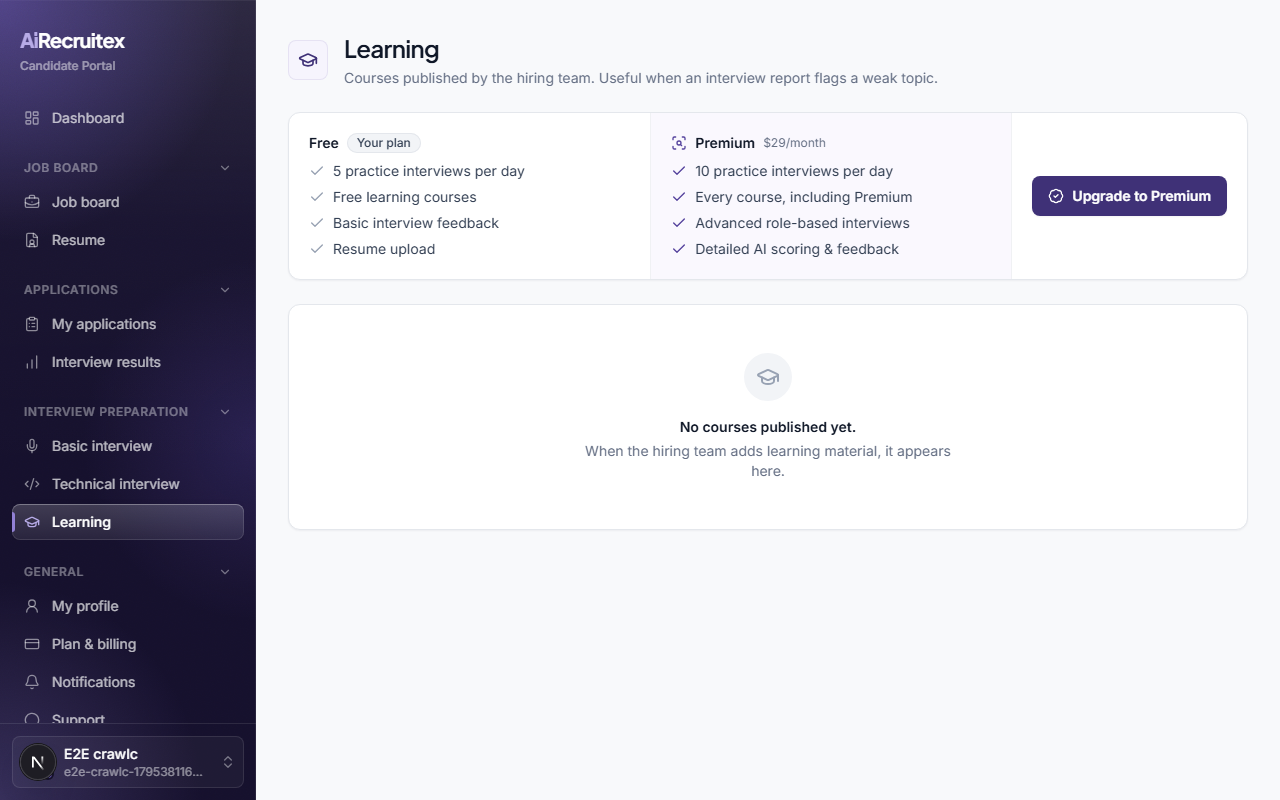 AiRecruitex
Candidate Portal
Dashboard
JOB BOARD
Job board
Resume
APPLICATIONS
My applications
Interview results
INTERVIEW PREPARATION
Basic interview
Technical interview
Learning
GENERAL
My profile
Plan & billing
Notifications
Support
N
E2E crawlc
e2e-crawlc-179538116...
Learning
Courses published by the hiring team. Useful when an interview report flags a weak topic.
Free Your plan
5 practice interviews per day
Free learning courses
Basic interview feedback
Resume upload
Premium $29/month
10 practice interviews per day
Every course, including Premium
Advanced role-based interviews
Detailed AI scoring & feedback
Upgrade to Premium
No courses published yet.
When the hiring team adds learning material, it appears
here.